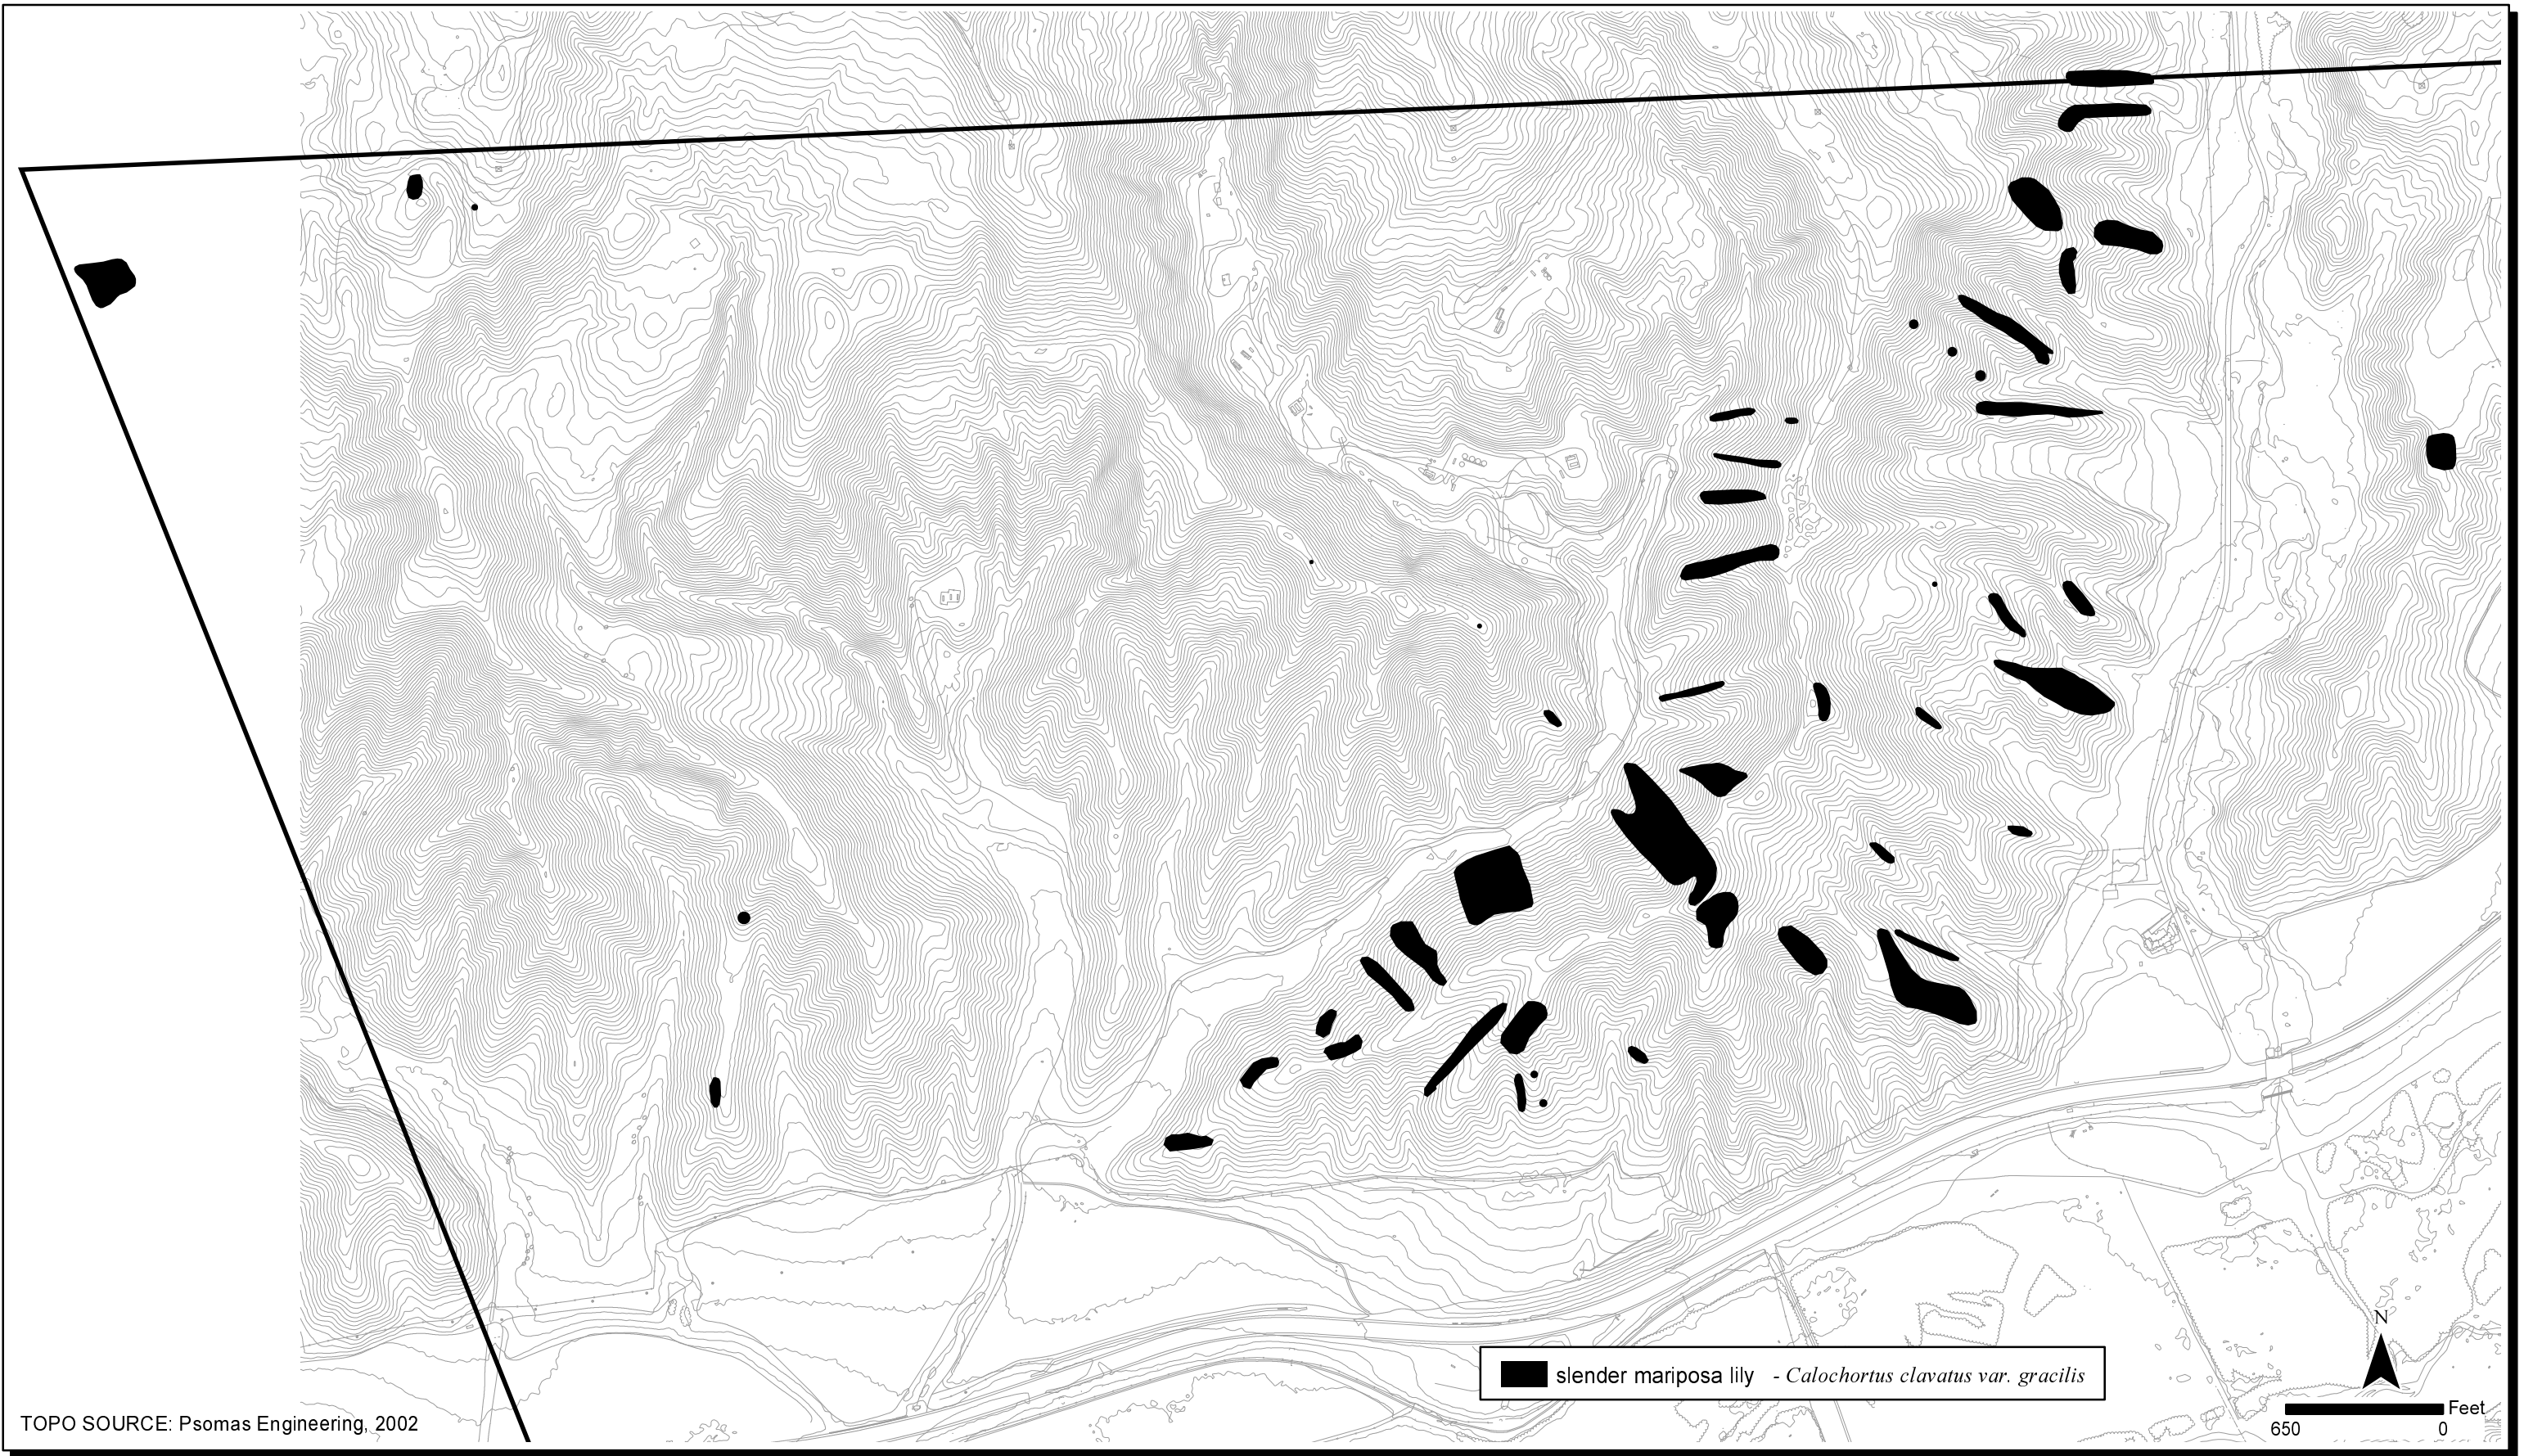 N
slender mariposa lily - Calochortus clavatus var. gracilis
Feet
650 0
TOPO SOURCE: Psomas Engineering, 2002